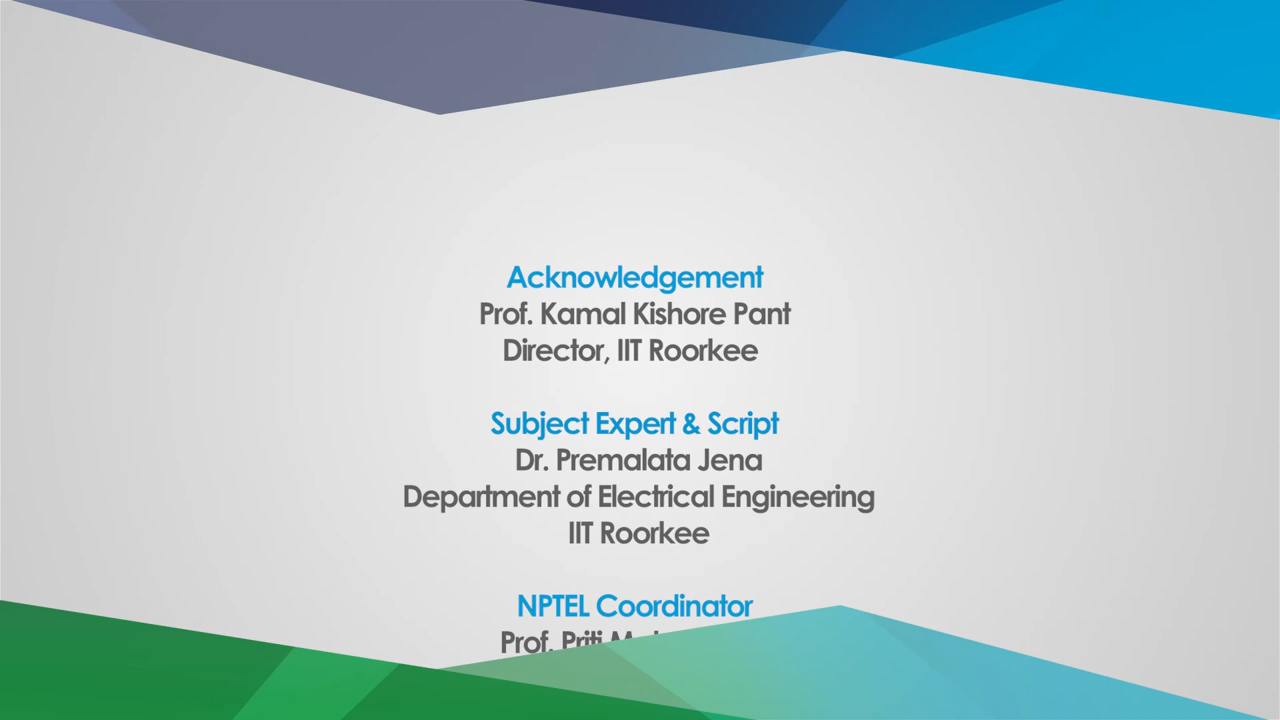 Acknowledgement
Prof. Kamal Kishore Pant
Director, IIT Roorkee
Subject Expert & Script
Dr. Premalata Jena
Department of Electrical Engineering
IIT Roorkee
NPTEL Coordinator
Prof. Priti